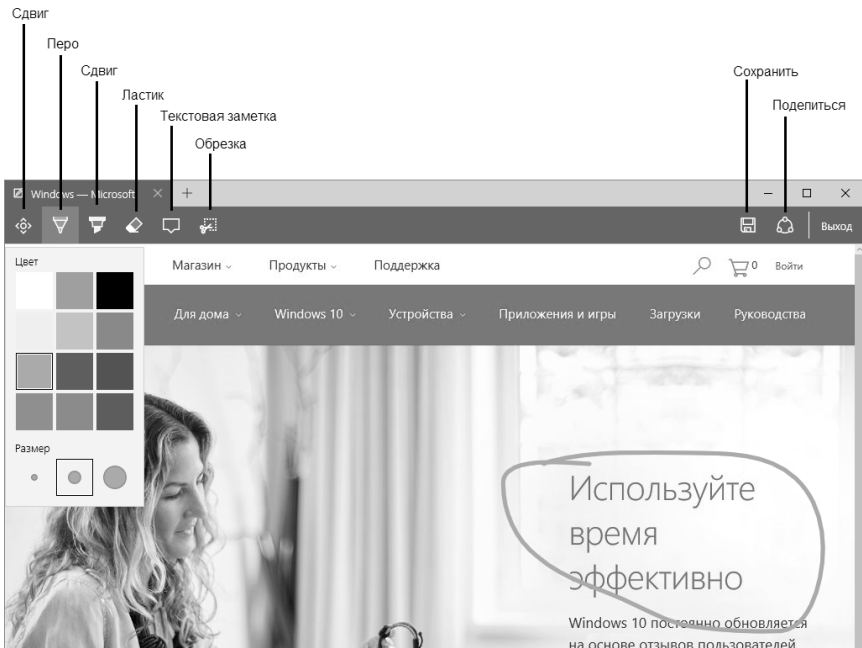 Сдвиг
Перо
Сдвиг
Ластик
Текстовая заметка
Обрезка
Сохранить
Поделиться
Windows — Microsoft
Выход
Цвет
Магазин
Продукты
Поддержка
0
Войти
Для дома
Windows 10
Устройства
Приложения и игры
Загрузки
Руководства
Размер
Используйте
время
эффективно
Windows 10 постоянно обновляется
на основе отзывов пользователей